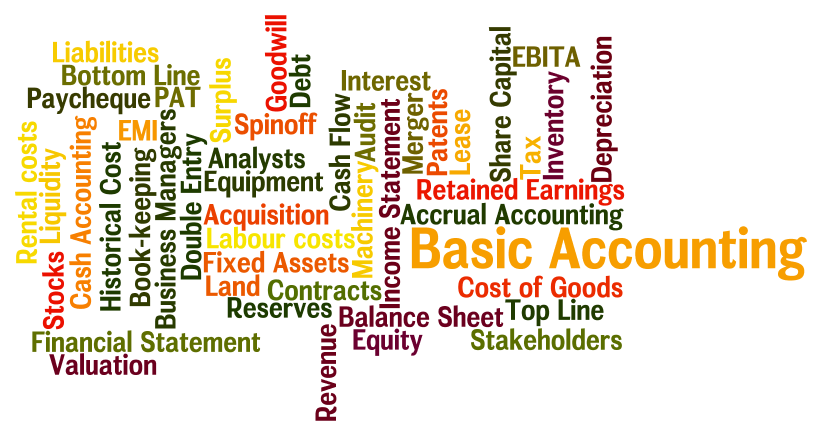 Liabilities
Bottom Line
Paycheque
PAT
EMI
Surplus
Goodwill
Debt
Spinoff
Interest
Share Capital
EBITA
Inventory
Depreciation
Rental costs
Liquidity
Cash Accounting
Historical Cost
Book-keeping
Business Managers
Double Entry
Analysts
Equipment
Cash Flow
Audit
Machinery
Income Statement
Merger
Patents
Lease
Tax
Retained Earnings
Acquisition
Accrual Accounting
Labour costs
Basic Accounting
Fixed Assets
Land
Contracts
Cost of Goods
Stocks
Reserves
Balance Sheet
Top Line
Financial Statement
Revenue
Equity
Stakeholders
Valuation